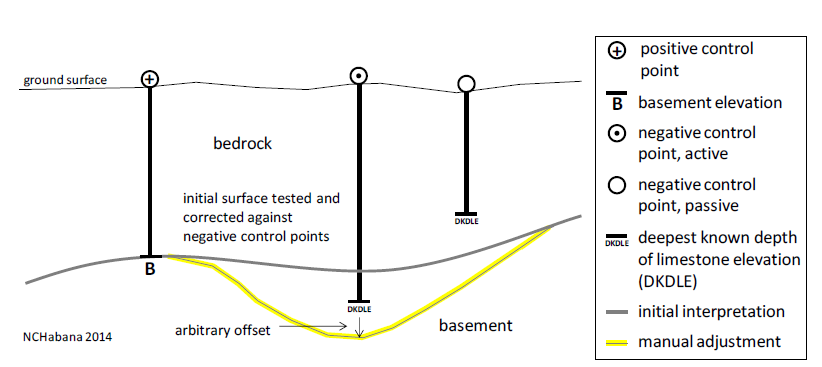 ground surface
bedrock
initial surface tested and
corrected against
negative control points
DKDLE
B
DKDLE
arbitrary offset
basement
NCHabana 2014
positive control
point
B
basement elevation
negative control
point, active
negative control
point, passive
DKDLE
deepest known depth
of limestone elevation
(DKDLE)
initial interpretation
manual adjustment